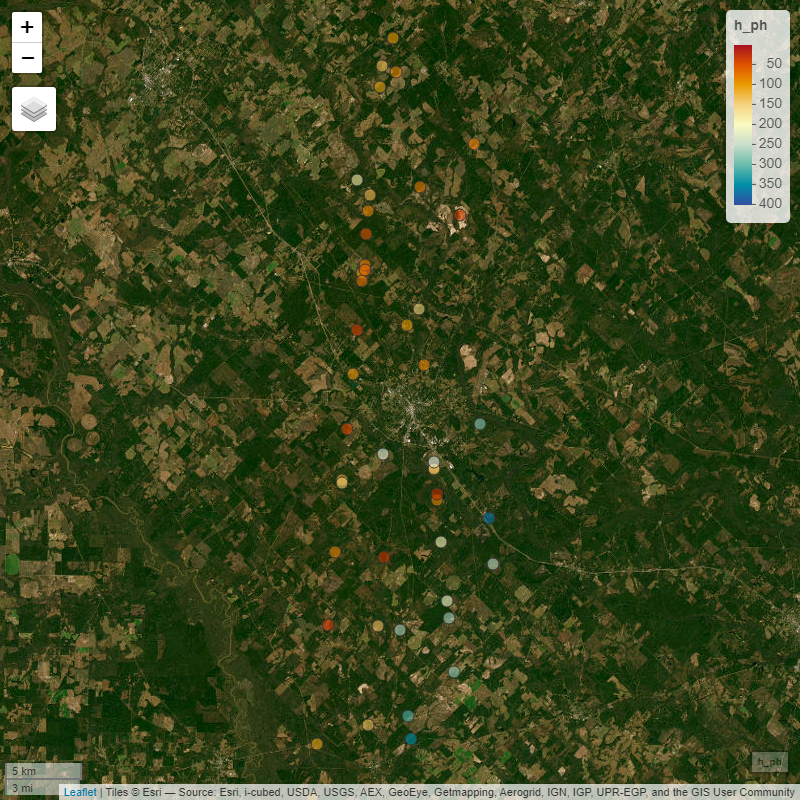 +
−
h_ph
50
100
150
200
250
300
350
400
h_ph
5 km
3 mi
Leaflet | Tiles © Esri — Source: Esri, i-cubed, USDA, USGS, AEX, GeoEye, Getmapping, Aerogrid, IGN, IGP, UPR-EGP, and the GIS User Community